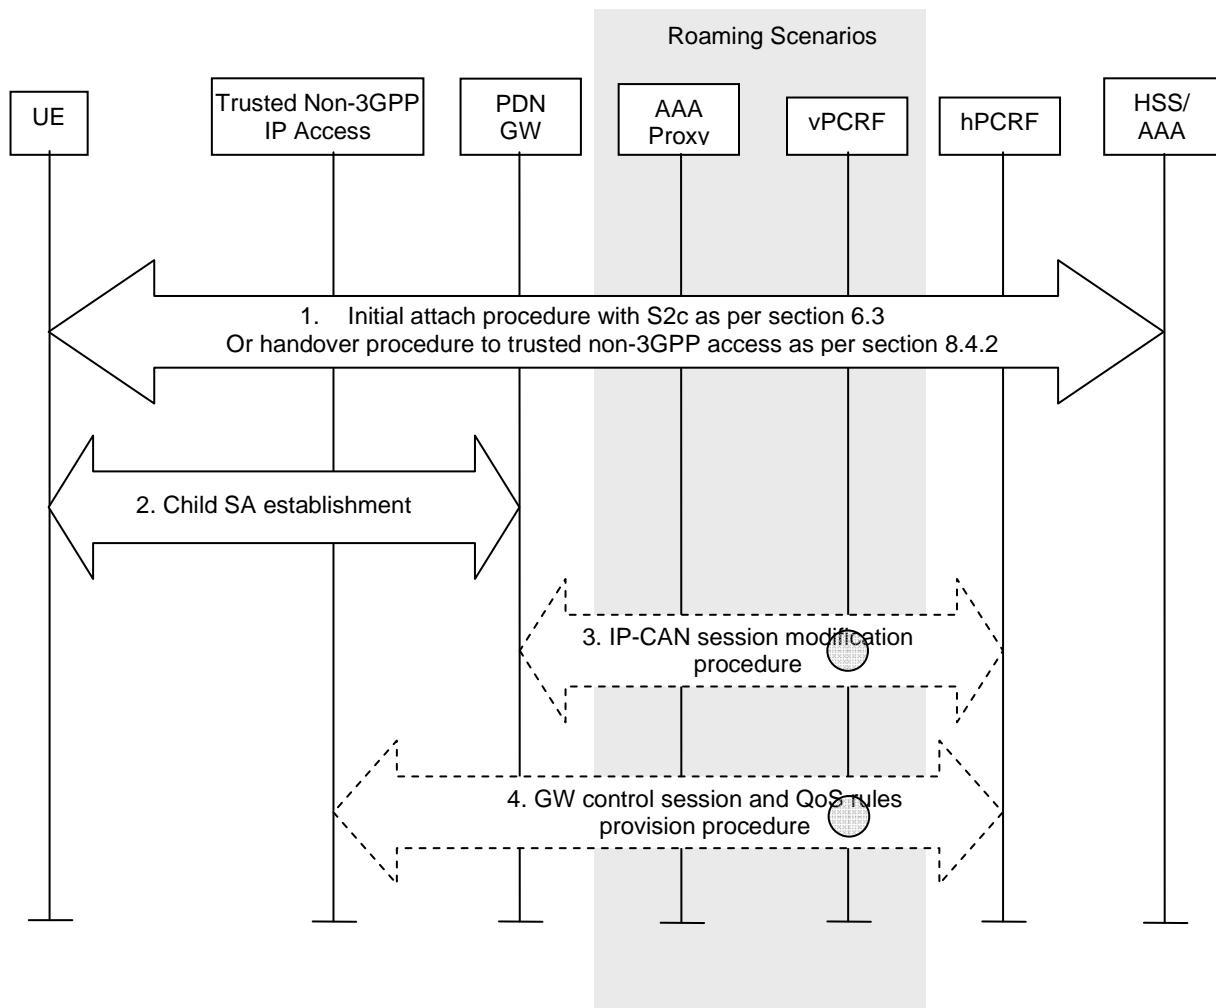 Roaming Scenarios
UE
Trusted Non-3GPP
IP Access
PDN
GW
AAA
Proxy
vPCRF
hPCRF
HSS/
AAA
1. Initial attach procedure with S2c as per section 6.3
Or handover procedure to trusted non-3GPP access as per section 8.4.2
2. Child SA establishment
3. IP-CAN session modification
procedure
4. GW control session and QoS rules
provision procedure